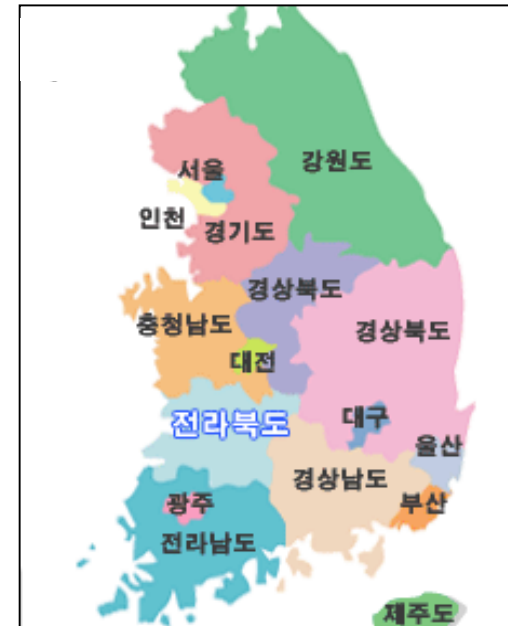 강원도
서울
인천
경기도
경상북도
충청남도
경상북도
대전
전라북도
대구
울산
경상남도
광주
부산
전라남도
제주도